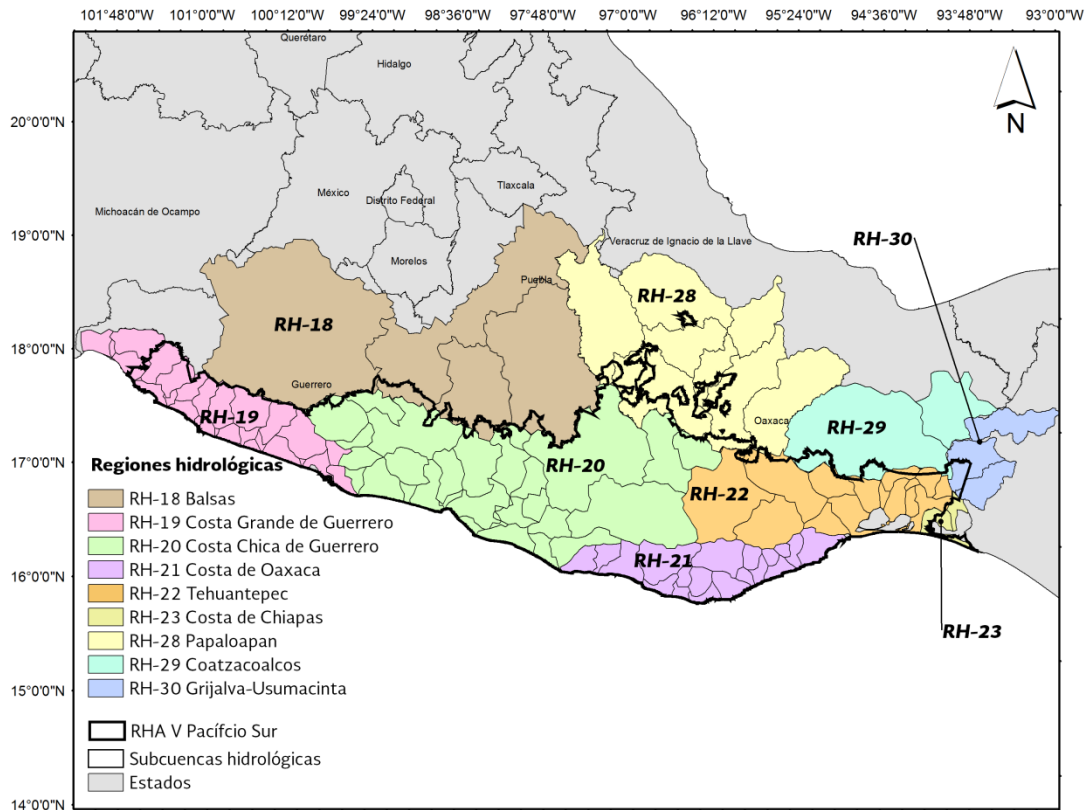 101°48'0"W 101°0'0"W 100°12'0"W 99°24'0"W 98°36'0"W 97°48'0"W 97°0'0"W 96°12'0"W 95°24'0"W 94°36'0"W 93°48'0"W 93°0'0"W
Querétaro
Hidalgo
N
20°0'0"N
México
Tlaxcala
Distrito Federal
Michoacán de Ocampo
19°0'0"N
Veracruz de Ignacio de la Llave
RH-30
Morelos
Puebla
RH-28
RH-18
18°0'0"N
Guerrero
RH-19
Oaxaca
RH-29
17°0'0"N
RH-20
RH-22
16°0'0"N
RH-21
RH-23
15°0'0"N
14°0'0"N
Regiones hidrológicas
RH-18 Balsas
RH-19 Costa Grande de Guerrero
RH-20 Costa Chica de Guerrero
RH-21 Costa de Oaxaca
RH-22 Tehuantepec
RH-23 Costa de Chiapas
RH-28 Papaloapan
RH-29 Coatzacoalcos
RH-30 Grijalva-Usumacinta
RHA V Pacífcio Sur
Subcuencas hidrológicas
Estados